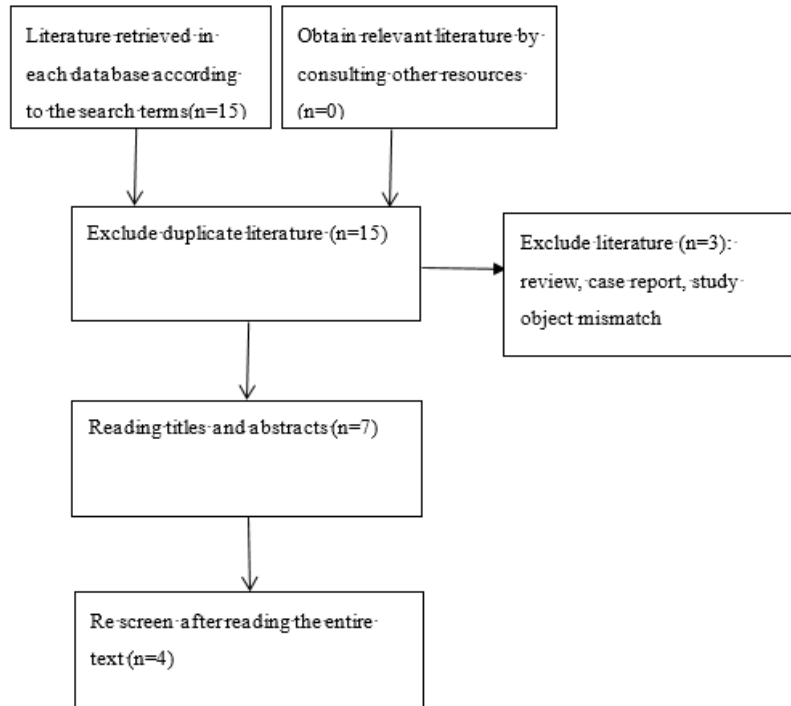 Literature retrieved in
each database according
to the search terms(n=15)
Obtain relevant literature by
consulting other resources
(n=0)
Exclude duplicate literature (n=15)
Exclude literature (n=3):
review, case report, study
object mismatch
Reading titles and abstracts (n=7)
Re screen after reading the entire
text (n=4)